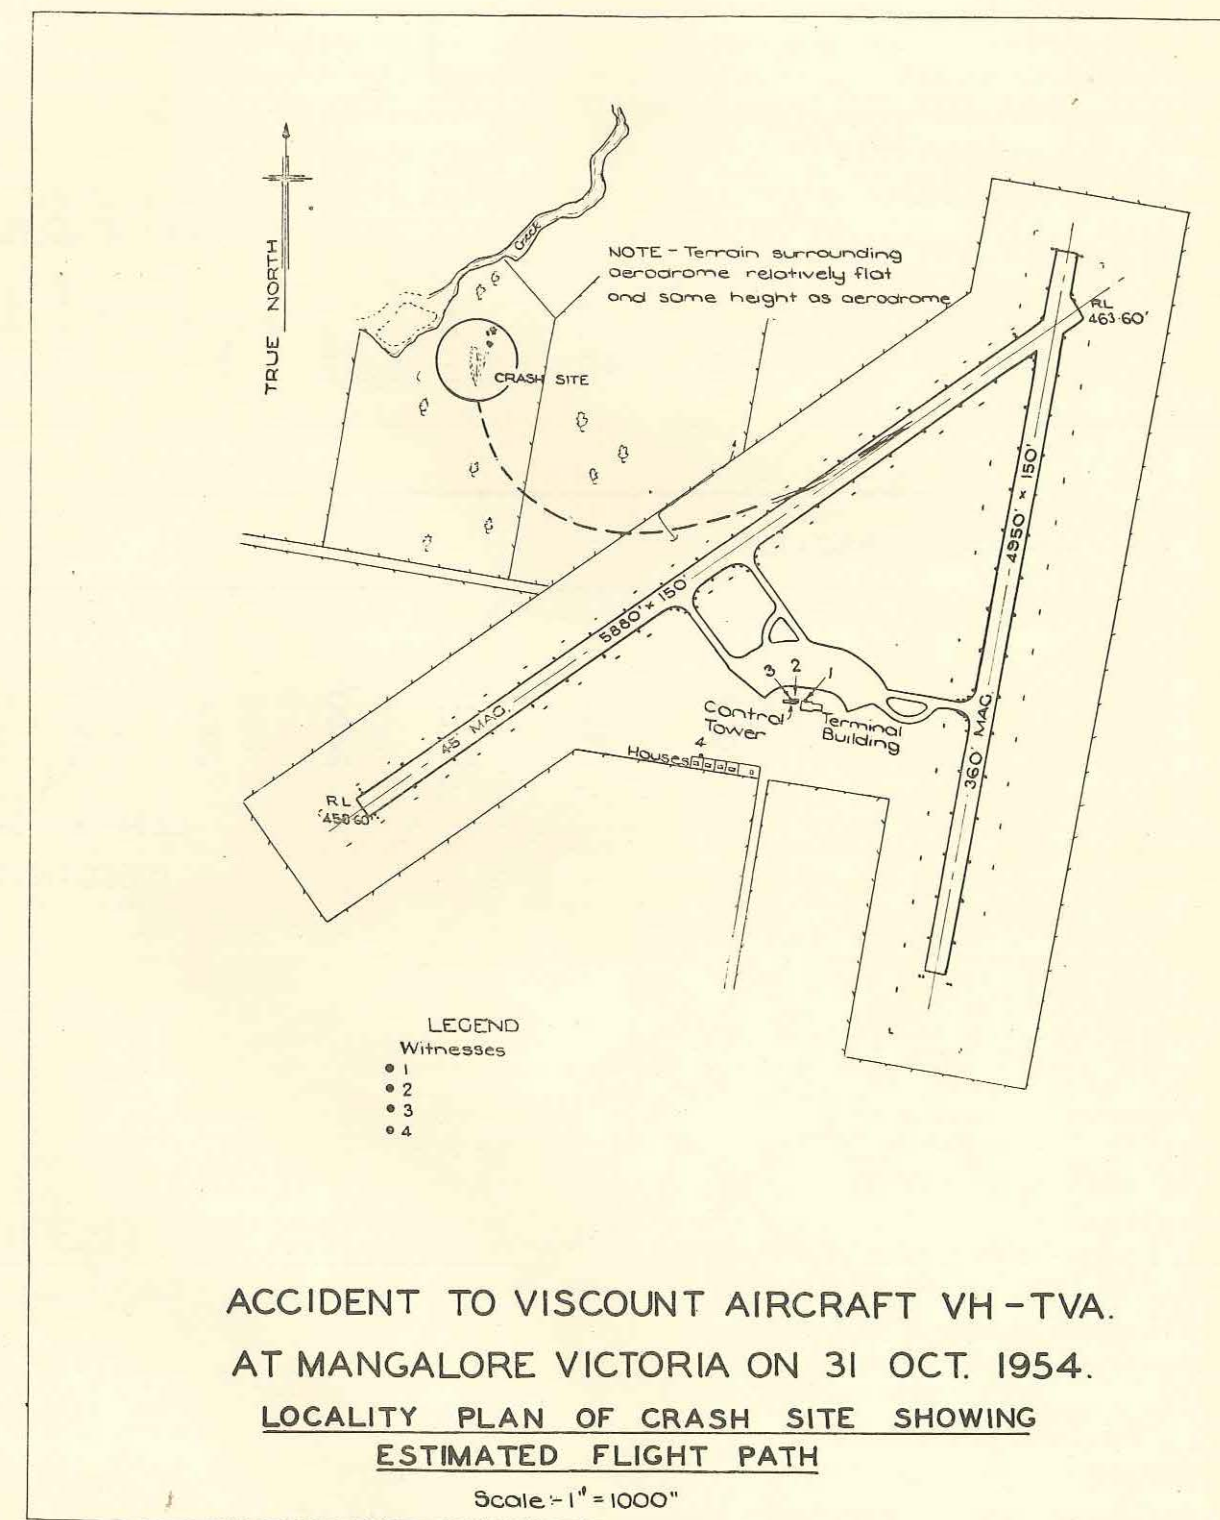 TRUE NORTH
Creek
NOTE - Terrain surrounding
aerodrome relatively flat
and same height as aerodrome
RL
463·60'
CRASH SITE
4950' × 150'
5880' × 150'
3 2 1
Control
Tower
Terminal
Building
4
Houses
45° MAG.
360° MAG.
RL
LEGEND
Witnesses
1
2
3
4
ACCIDENT TO VISCOUNT AIRCRAFT VH-TVA.
AT MANGALORE VICTORIA ON 31 OCT. 1954.
LOCALITY PLAN OF CRASH SITE SHOWING
ESTIMATED FLIGHT PATH
Scale:- 1" = 1000"